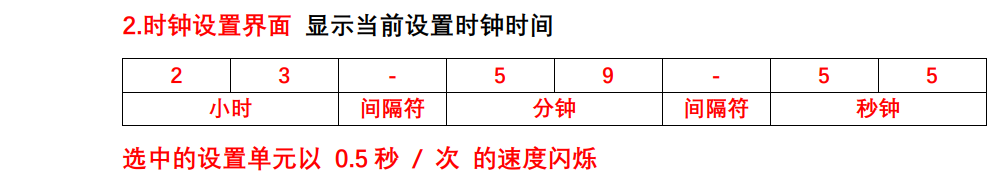 2.时钟设置界面 显示当前设置时钟时间
2 3 - 5 9 - 5 5
小时 间隔符 分钟 间隔符 秒钟
选中的设置单元以 0.5 秒 / 次 的速度闪烁